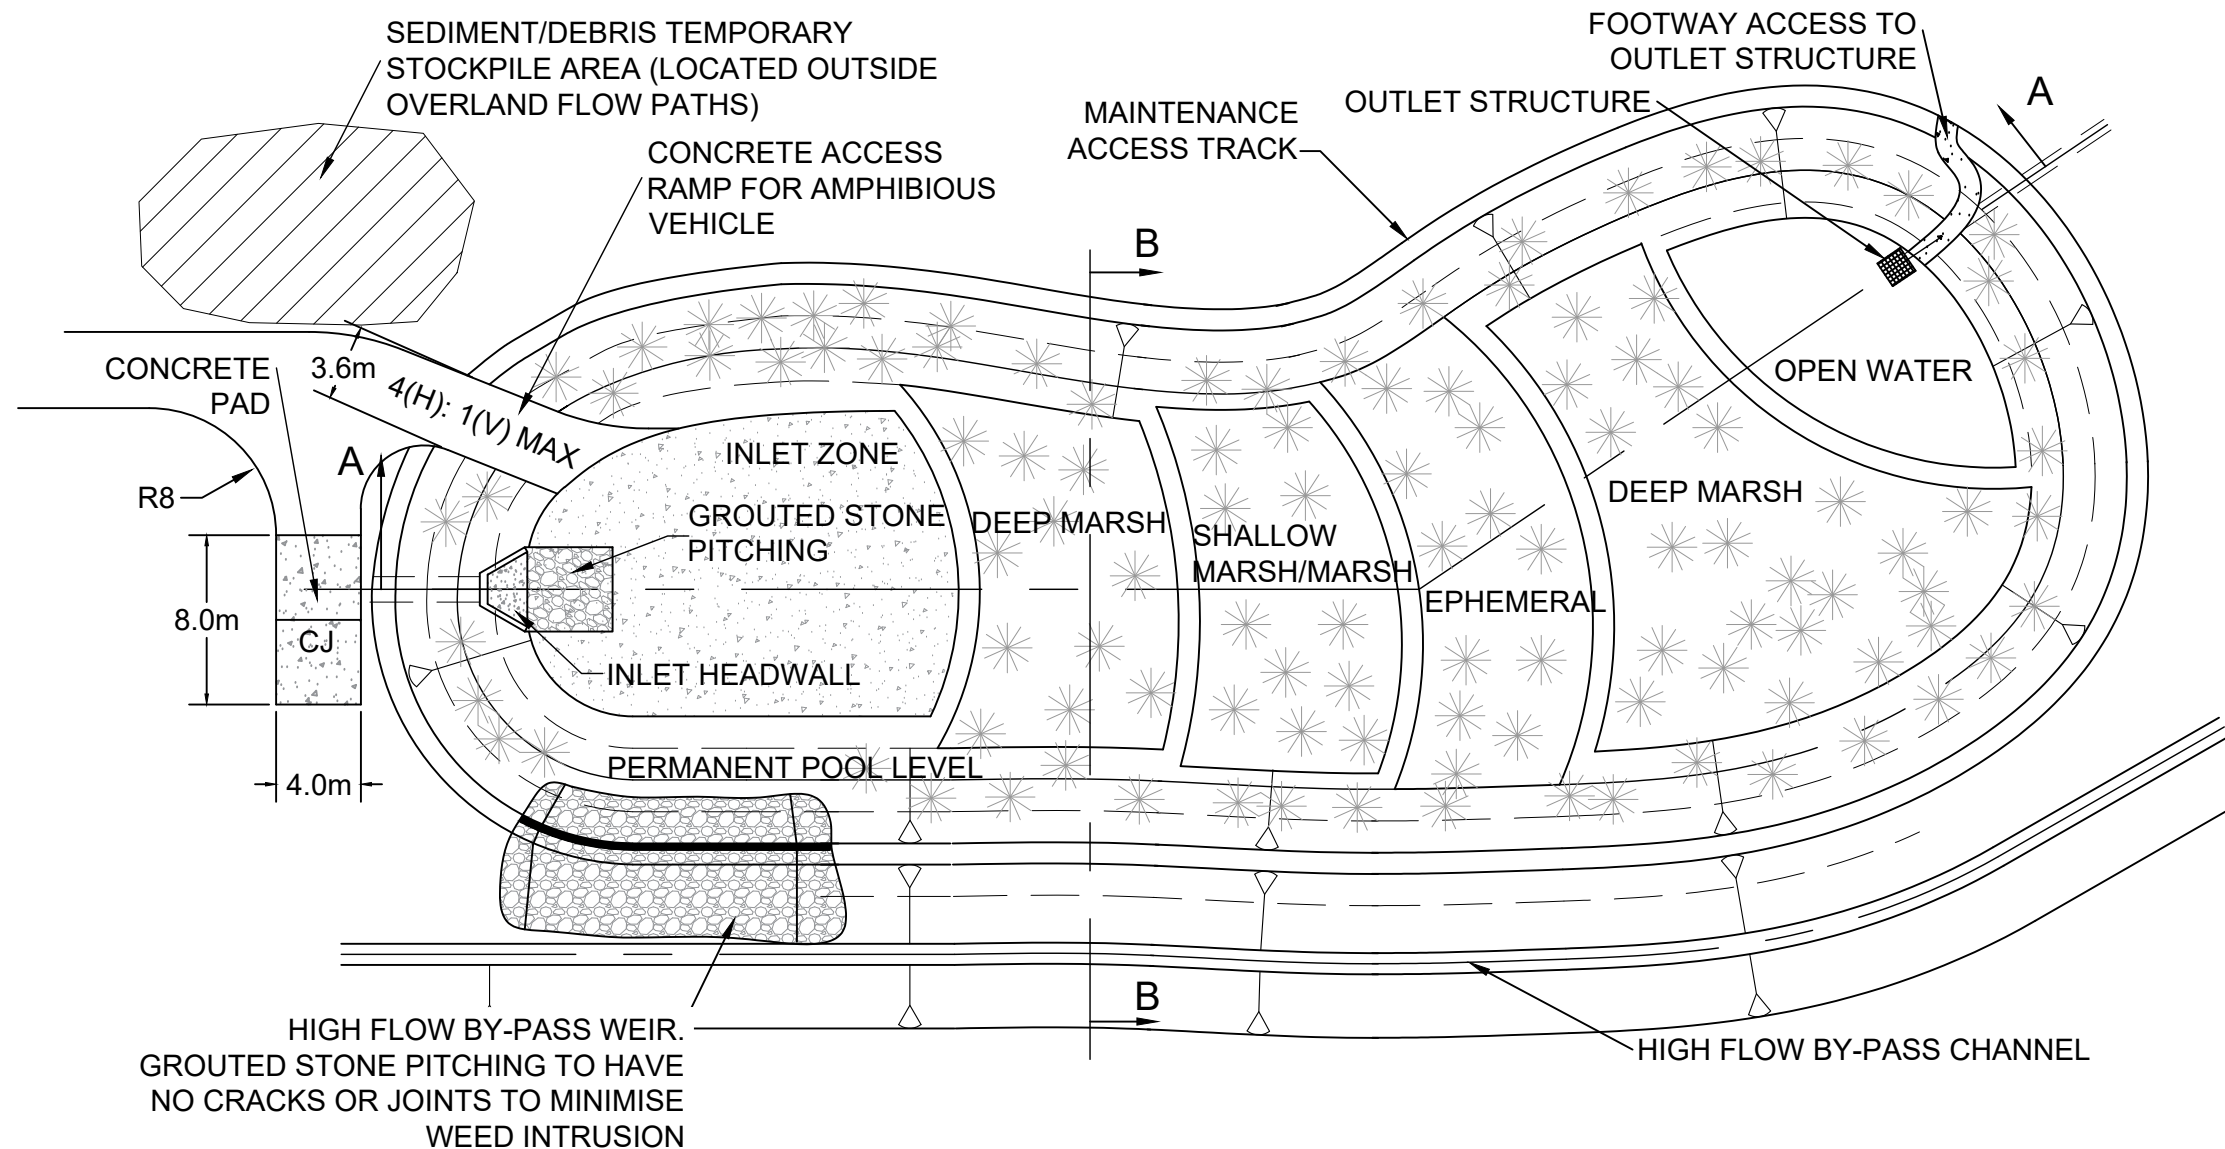 SEDIMENT/DEBRIS TEMPORARY
STOCKPILE AREA (LOCATED OUTSIDE
OVERLAND FLOW PATHS)
FOOTWAY ACCESS TO
OUTLET STRUCTURE
OUTLET STRUCTURE
MAINTENANCE
ACCESS TRACK
A
CONCRETE ACCESS
RAMP FOR AMPHIBIOUS
VEHICLE
B
CONCRETE
PAD
3.6m
4(H): 1(V) MAX
OPEN WATER
A
INLET ZONE
R8
GROUTED STONE
PITCHING
DEEP MARSH
SHALLOW
MARSH/MARSH
DEEP MARSH
EPHEMERAL
8.0m
CJ
INLET HEADWALL
4.0m
PERMANENT POOL LEVEL
B
HIGH FLOW BY-PASS WEIR.
GROUTED STONE PITCHING TO HAVE
NO CRACKS OR JOINTS TO MINIMISE
WEED INTRUSION
HIGH FLOW BY-PASS CHANNEL